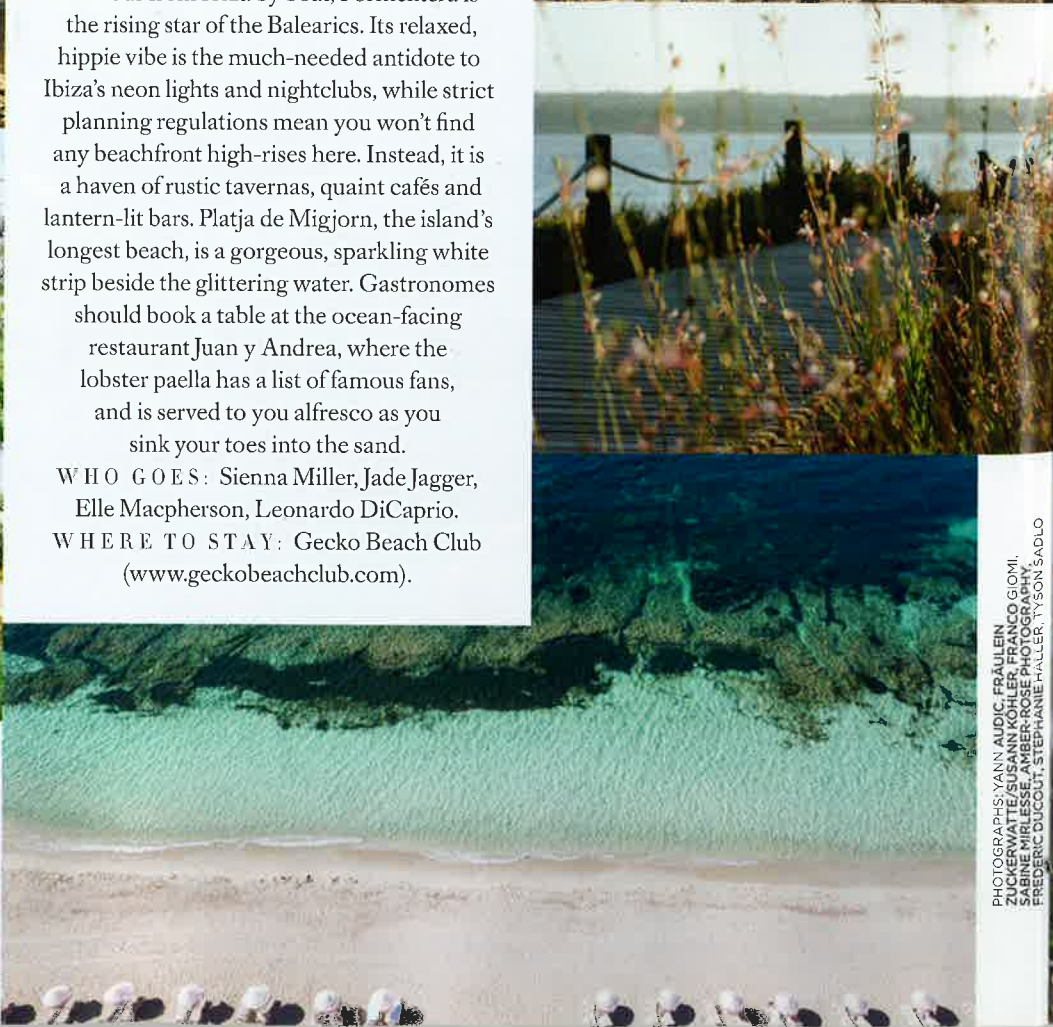 the rising star of the Balearics. Its relaxed,
hippie vibe is the much-needed antidote to
Ibiza's neon lights and nightclubs, while strict
planning regulations mean you won't find
any beachfront high-rises here. Instead, it is
a haven of rustic tavernas, quaint cafés and
lantern-lit bars. Platja de Migjorn, the island's
longest beach, is a gorgeous, sparkling white
strip beside the glittering water. Gastronomes
should book a table at the ocean-facing
restaurant Juan y Andrea, where the
lobster paella has a list of famous fans,
and is served to you alfresco as you
sink your toes into the sand.
WHO GOES: Sienna Miller, Jade Jagger,
Elle Macpherson, Leonardo DiCaprio.
WHERE TO STAY: Gecko Beach Club
(www.geckobeachclub.com).
PHOTOGRAPHS: YANN AUDIC, FRÄULEIN
ZUCKERWATTE/SUSANN KÖHLER, FRANCO GIOMI,
SABINE MIRLESSE, AMBER-ROSE PHOTOGRAPHY,
FREDERIC DUCOUT, STEPHANIE HALLER, TYSON SADLO